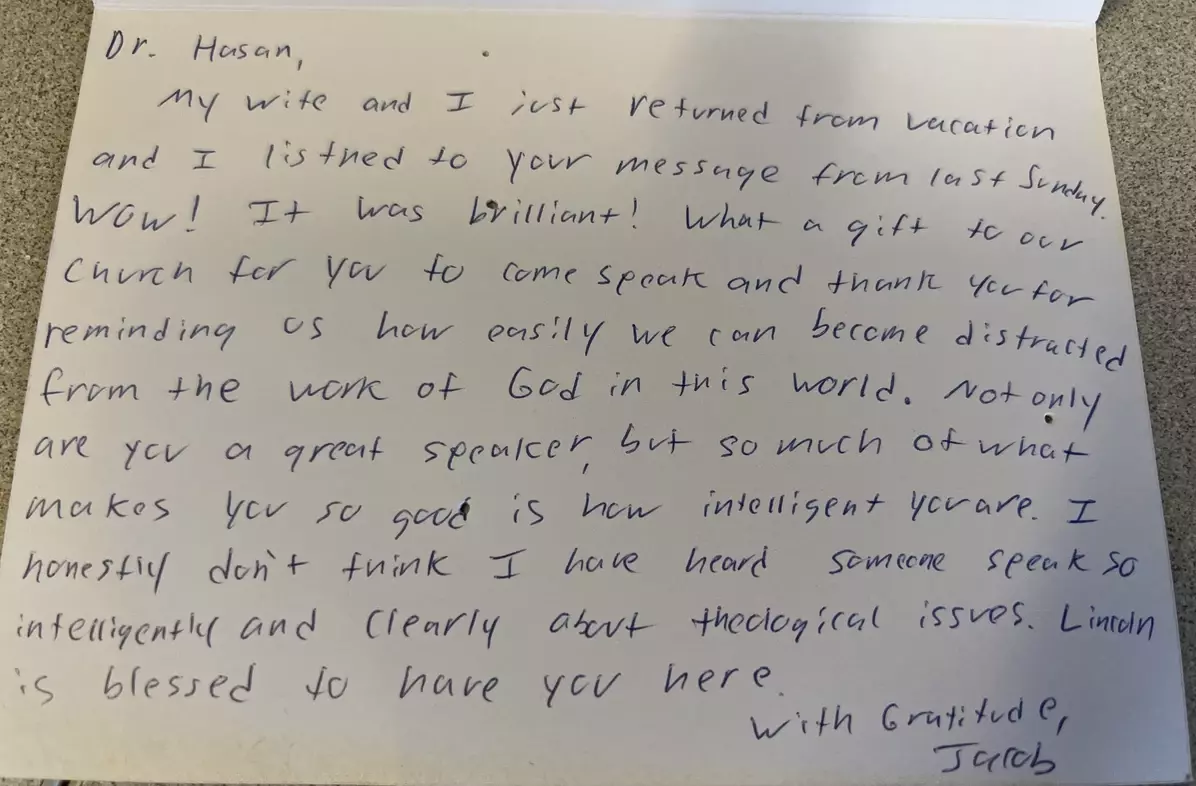 Dr. Hasan,
My wife and I just returned from vacation
and I listned to your message from last Sunday.
Wow! It was brilliant! What a gift to our
Church for you to come speak and thank you for
reminding us how easily we can become distracted
from the work of God in this world. Not only
are you a great speaker, but so much of what
makes you so good is how intelligent you are. I
honestly don't think I have heard someone speak so
intelligently and clearly about theological issues. Lincoln
is blessed to have you here.
With Gratitude,
Jacob